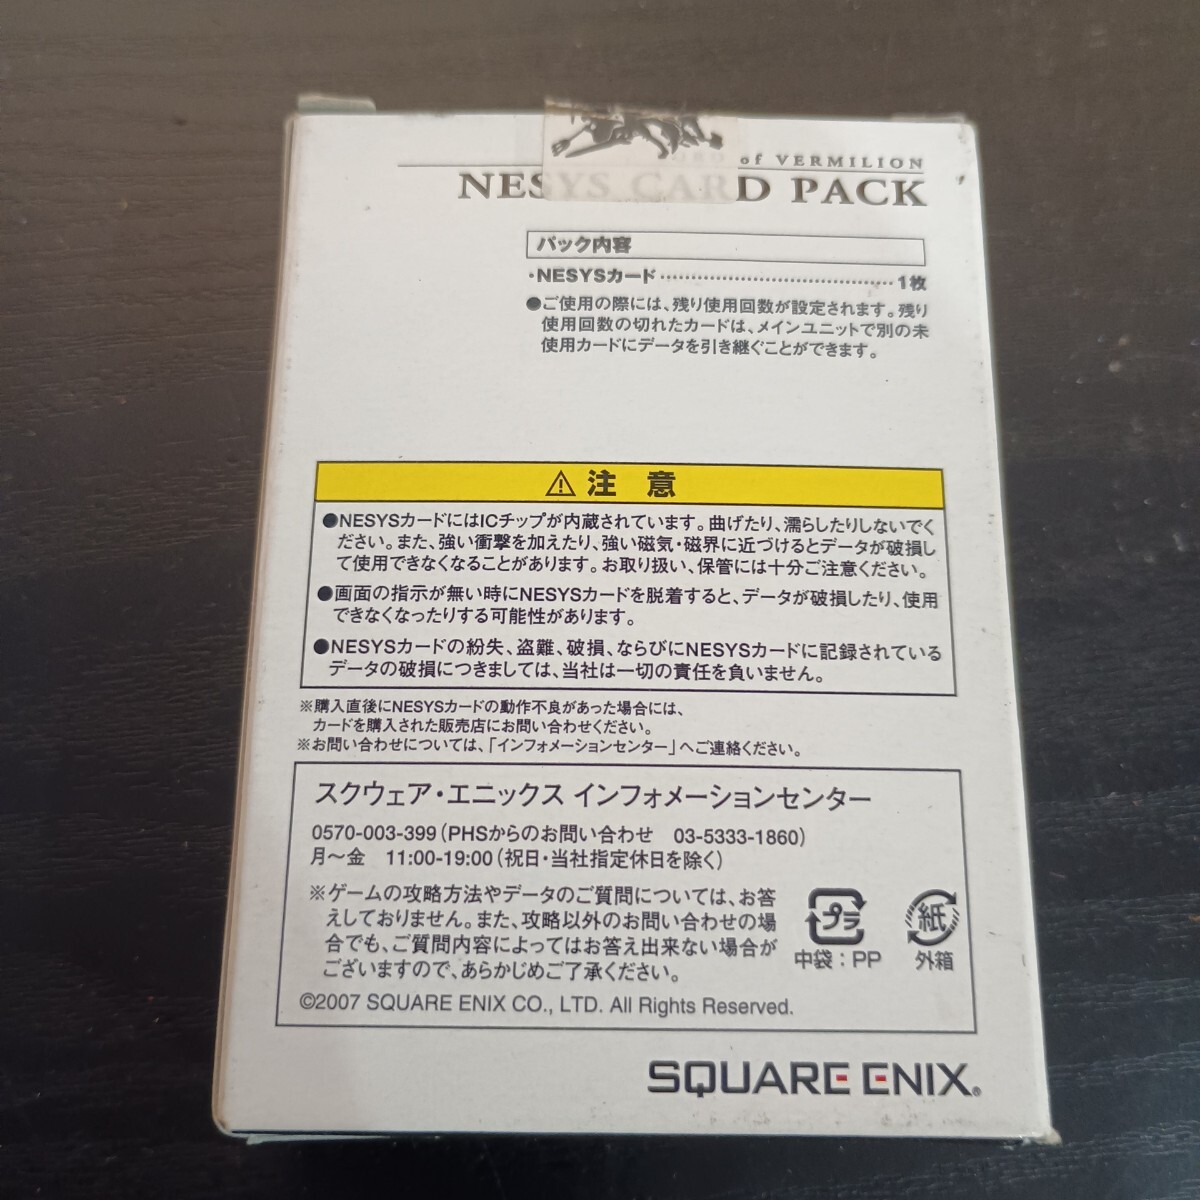 of VERMILION
NESYS CARD PACK
パック内容
・NESYSカード……………………………… 1枚
●ご使用の際には、残り使用回数が設定されます。残り
使用回数の切れたカードは、メインユニットで別の未
使用カードにデータを引き継ぐことができます。
⚠ 注 意
●NESYSカードにはICチップが内蔵されています。曲げたり、濡らしたりしないでく
ださい。また、強い衝撃を加えたり、強い磁気・磁界に近づけるとデータが破損し
て使用できなくなることがあります。お取り扱い、保管には十分ご注意ください。
●画面の指示が無い時にNESYSカードを脱着すると、データが破損したり、使用
できなくなったりする可能性があります。
●NESYSカードの紛失、盗難、破損、ならびにNESYSカードに記録されている
データの破損につきましては、当社は一切の責任を負いません。
※購入直後にNESYSカードの動作不良があった場合には、
カードを購入された販売店にお問い合わせください。
※お問い合わせについては、「インフォメーションセンター」へご連絡ください。
スクウェア・エニックス インフォメーションセンター
0570-003-399（PHSからのお問い合わせ 03-5333-1860）
月～金 11:00-19:00（祝日・当社指定休日を除く）
※ゲームの攻略方法やデータのご質問については、お答
えしておりません。また、攻略以外のお問い合わせの場
合でも、ご質問内容によってはお答え出来ない場合が
ございますので、あらかじめご了承ください。
プラ
中袋：PP
紙
外箱
©2007 SQUARE ENIX CO., LTD. All Rights Reserved.
SQUARE ENIX®